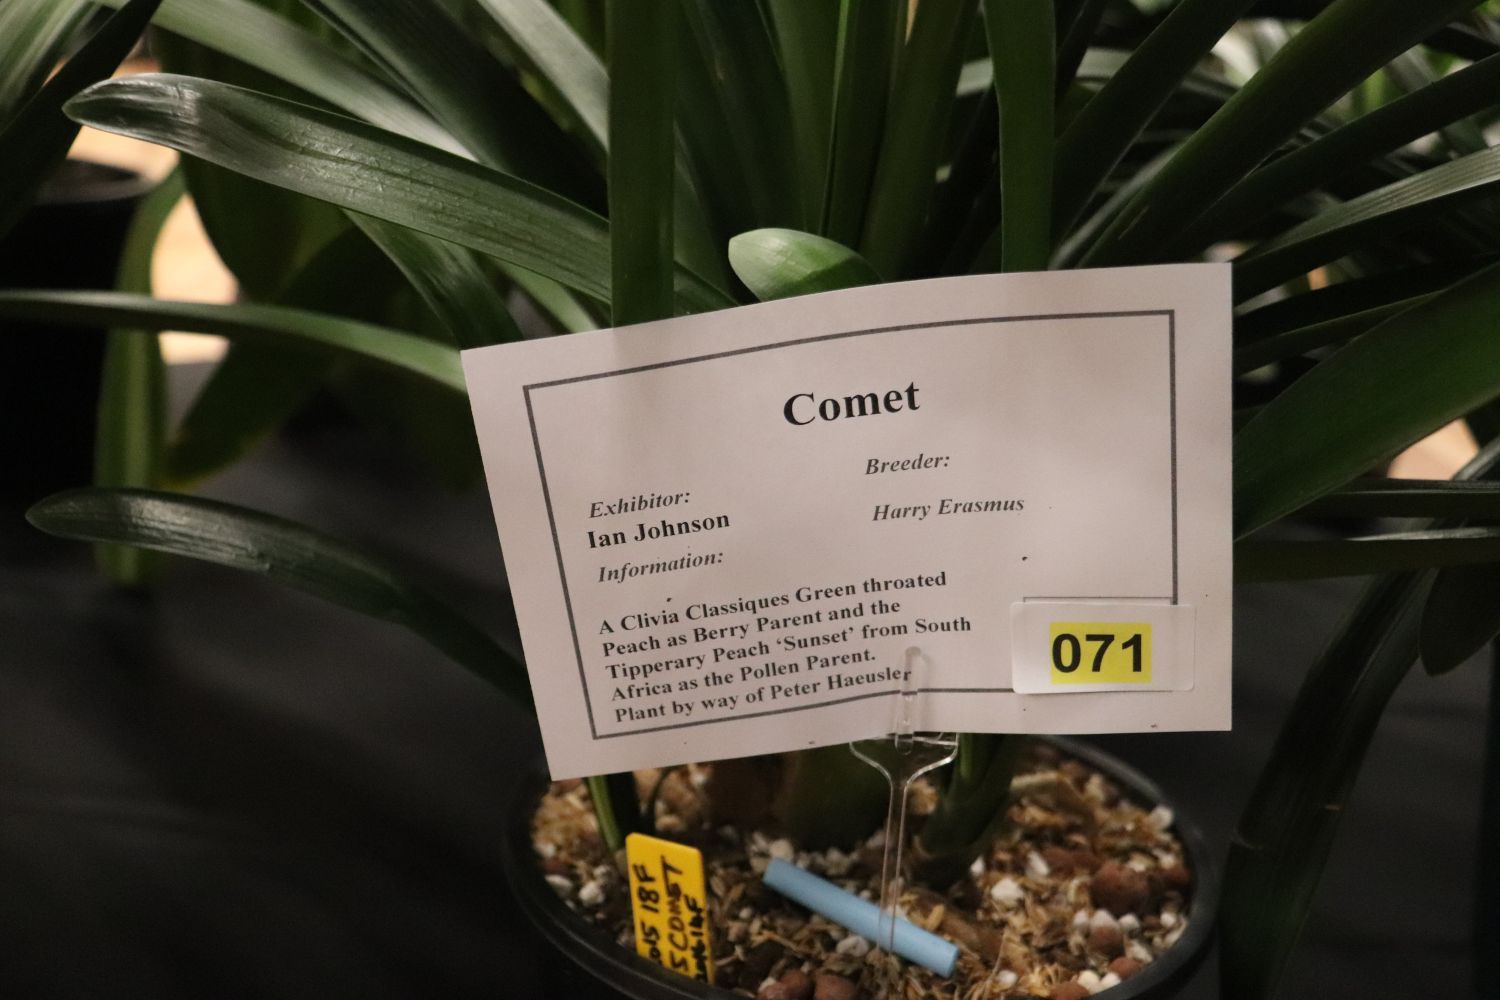 Comet
Breeder:
Exhibitor:
Harry Erasmus
Ian Johnson
Information:
A Clivia Classiques Green throated
Peach as Berry Parent and the
Tipperary Peach ‘Sunset’ from South
Africa as the Pollen Parent.
Plant by way of Peter Haeusler
071
18F
COMET